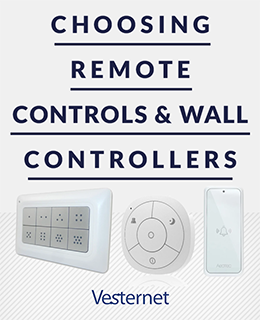 CHOOSING
REMOTE
CONTROLS & WALL
CONTROLLERS
Vesternet